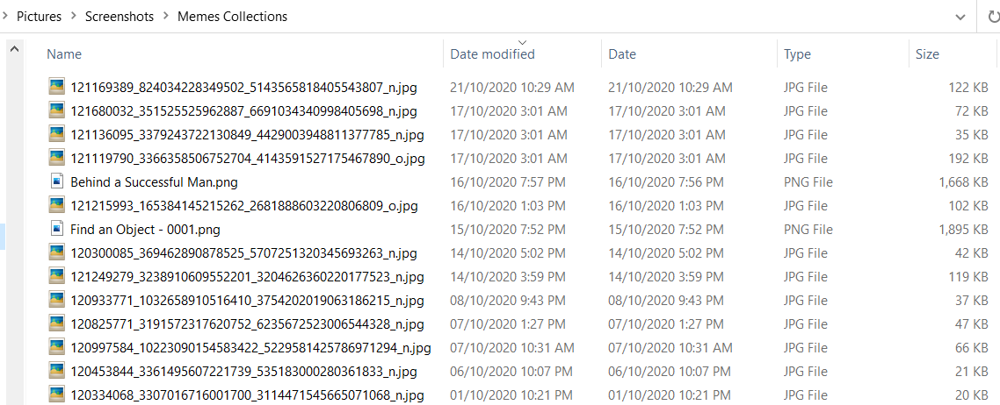 Pictures > Screenshots > Memes Collections
Name Date modified Date Type Size
121169389_824034228349502_5143565818405543807_n.jpg 21/10/2020 10:29 AM 21/10/2020 10:29 AM JPG File 122 KB
121680032_351525525962887_6691034340998405698_n.jpg 17/10/2020 3:01 AM 17/10/2020 3:01 AM JPG File 72 KB
121136095_3379243722130849_4429003948811377785_n.jpg 17/10/2020 3:01 AM 17/10/2020 3:01 AM JPG File 35 KB
121119790_3366358506752704_4143591527175467890_o.jpg 17/10/2020 3:01 AM 17/10/2020 3:01 AM JPG File 192 KB
Behind a Successful Man.png 16/10/2020 7:57 PM 16/10/2020 7:56 PM PNG File 1,668 KB
121215993_165384145215262_2681888603220806809_o.jpg 16/10/2020 1:03 PM 16/10/2020 1:03 PM JPG File 102 KB
Find an Object - 0001.png 15/10/2020 7:52 PM 15/10/2020 7:52 PM PNG File 1,895 KB
120300085_369462890878525_5707251320345693263_n.jpg 14/10/2020 5:02 PM 14/10/2020 5:02 PM JPG File 42 KB
121249279_3238910609552201_3204626360220177523_n.jpg 14/10/2020 3:59 PM 14/10/2020 3:59 PM JPG File 119 KB
120933771_1032658910516410_3754202019063186215_n.jpg 08/10/2020 9:43 PM 08/10/2020 9:43 PM JPG File 37 KB
120825771_3191572317620752_6235672523006544328_n.jpg 07/10/2020 1:27 PM 07/10/2020 1:27 PM JPG File 47 KB
120997584_10223090154583422_5229581425786971294_n.jpg 07/10/2020 10:31 AM 07/10/2020 10:31 AM JPG File 66 KB
120453844_3361495607221739_535183000280361833_n.jpg 06/10/2020 10:07 PM 06/10/2020 10:07 PM JPG File 21 KB
120334068_3307016716001700_3114471545665071068_n.jpg 01/10/2020 10:21 PM 01/10/2020 10:21 PM JPG File 20 KB